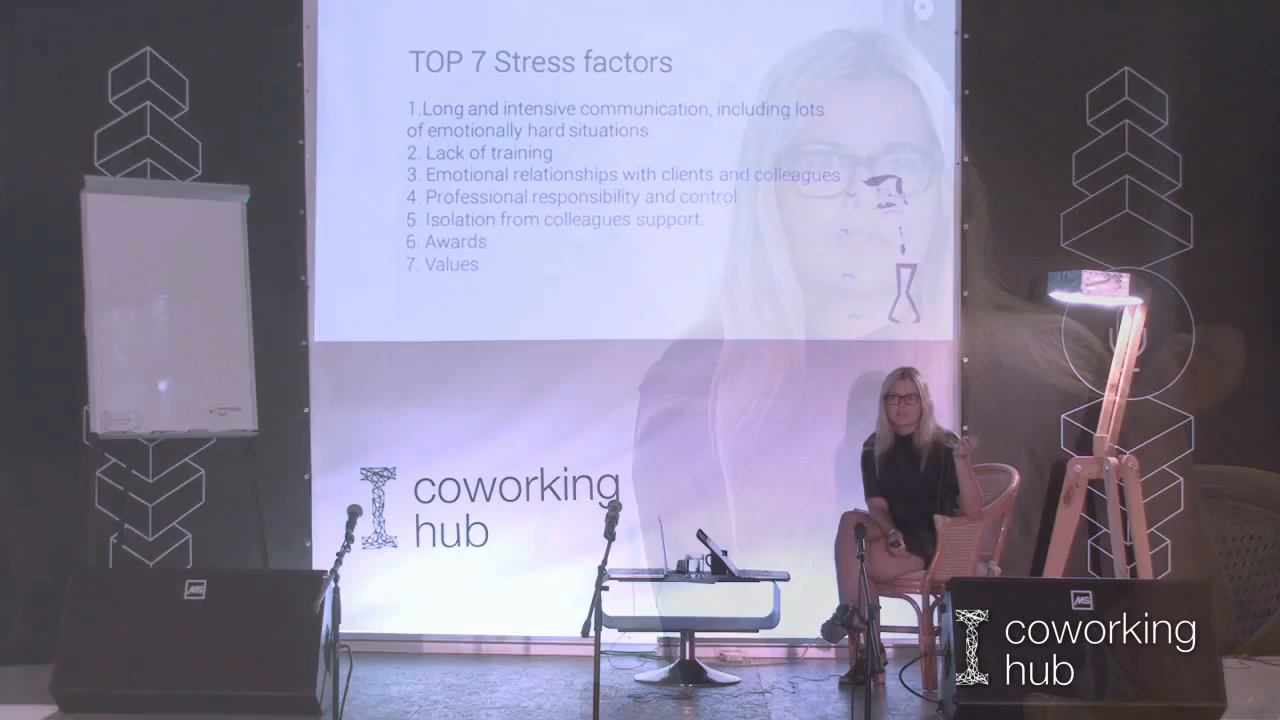 TOP 7 Stress factors
1.Long and intensive communication, including lots
of emotionally hard situations
2. Lack of training
3. Emotional relationships with clients and colleagues
4 Professional responsibility and control
5. Isolation from colleagues support.
6. Awards
7. Values
coworking
hub
MS
MS
coworking
hub